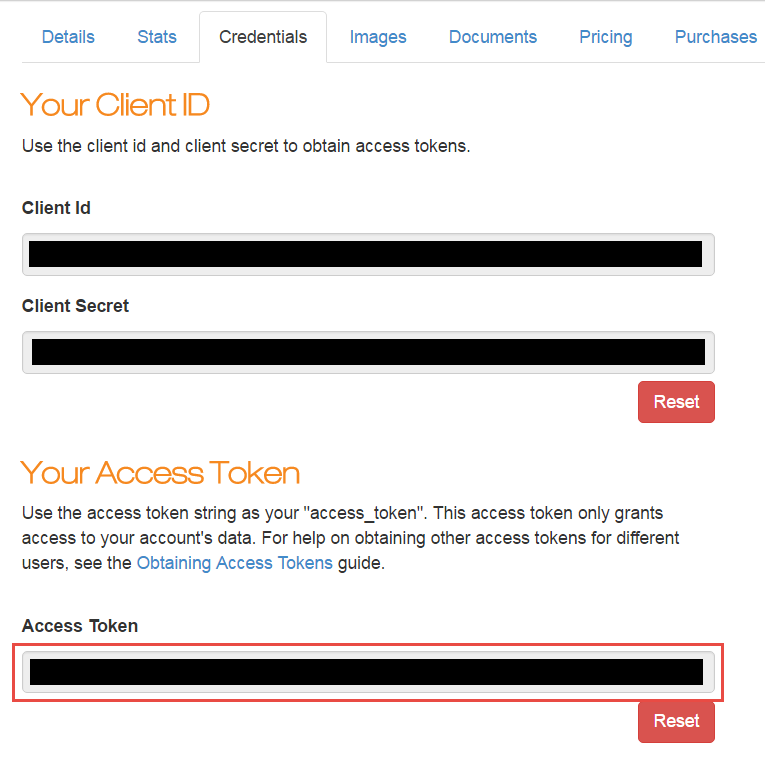 Details Stats Credentials Images Documents Pricing Purchases
Your Client ID
Use the client id and client secret to obtain access tokens.
Client Id
Client Secret
Reset
Your Access Token
Use the access token string as your "access_token". This access token only grants
access to your account's data. For help on obtaining other access tokens for different
users, see the Obtaining Access Tokens guide.
Access Token
Reset